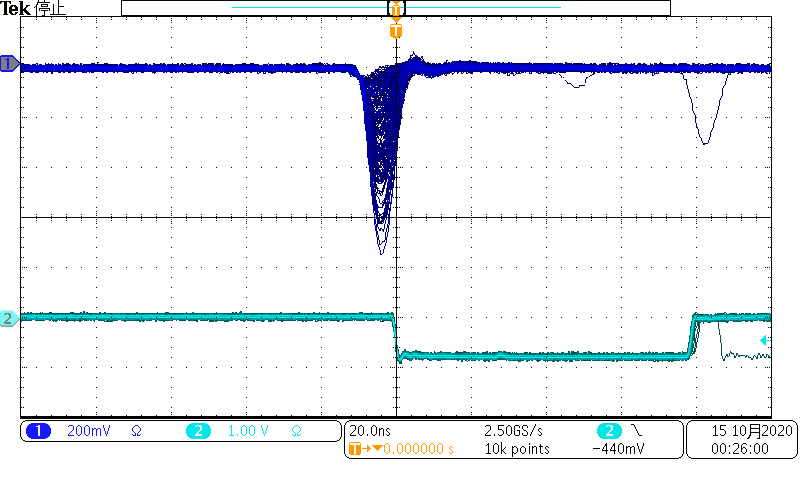 Tek 停止
T
T
1
2
1 200mV Ω 2 1.00 V Ω
20.0ns 2.50GS/s 2
T→▼0.000000 s 10k points −440mV
15 10月2020
00:26:00